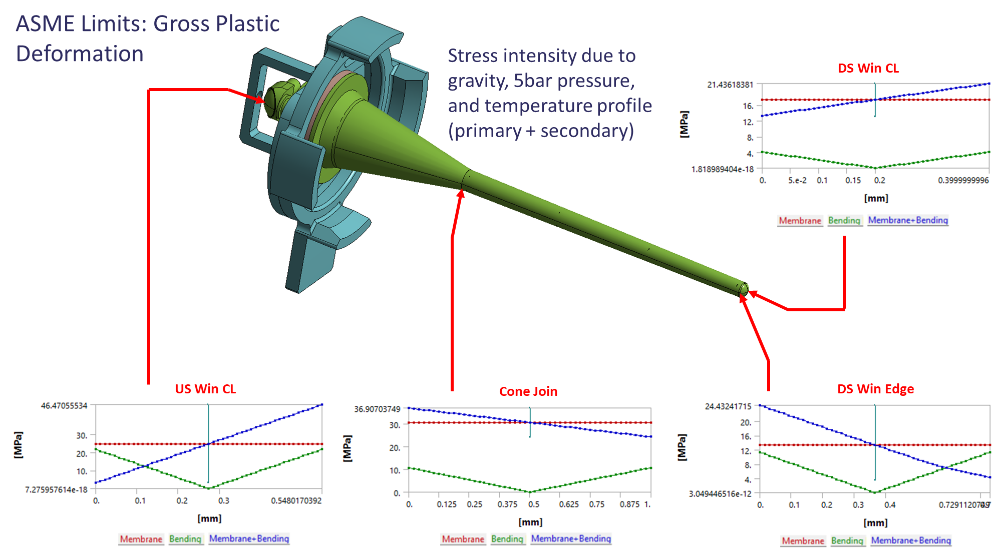 ASME Limits: Gross Plastic
Deformation
Stress intensity due to
gravity, 5bar pressure,
and temperature profile
(primary + secondary)
DS Win CL
21.43618381
16.
12.
8.
4.
1.818989404e-18
[MPa]
0. 5.e-2 0.1 0.15 0.2 0.3999999996
[mm]
Membrane Bending Membrane+Bending
US Win CL
46.47055534
30.
20.
10.
7.275957614e-18
[MPa]
0. 0.1 0.2 0.3 0.5480170392
[mm]
Membrane Bending Membrane+Bending
Cone Join
36.90703749
30.
20.
10.
0.
[MPa]
0. 0.125 0.25 0.375 0.5 0.625 0.75 0.875 1.
[mm]
Membrane Bending Membrane+Bending
DS Win Edge
24.43241715
20.
16.
12.
8.
4.
3.049446516e-12
[MPa]
0. 0.1 0.2 0.3 0.4
[mm]
Membrane Bending Membrane+Bending